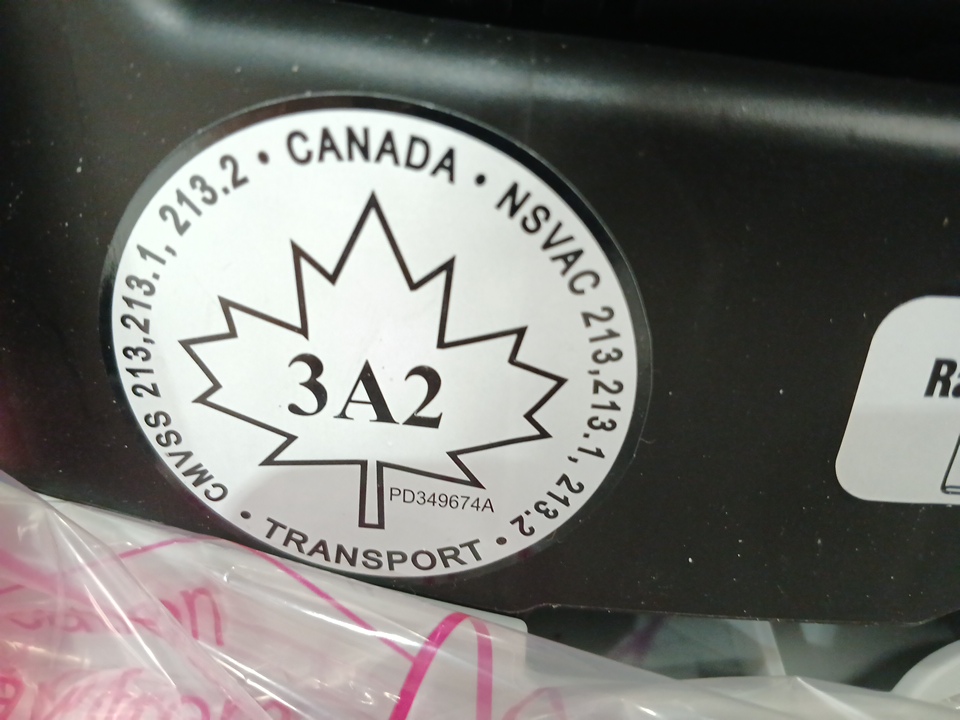 CMVSS 213,213.1, 213.2 • CANADA • NSVAC 213,213.1, 213.2 • TRANSPORT •
3A2
PD349674A